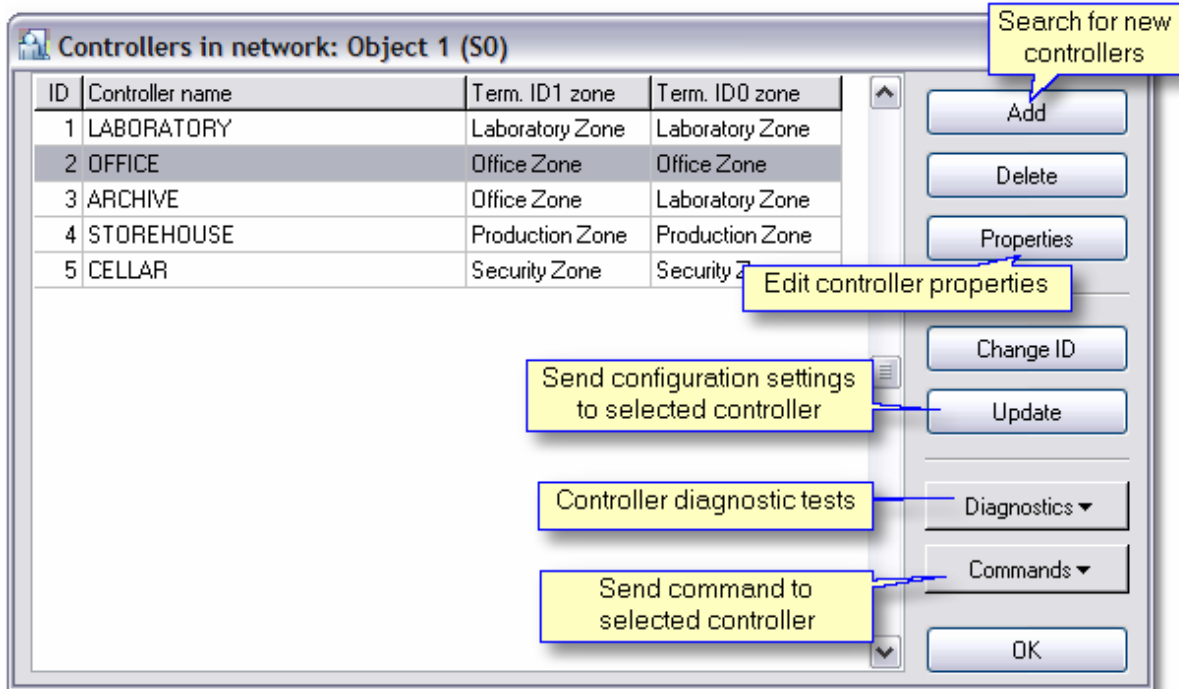 Search for new
controllers
Controllers in network: Object 1 (S0)
ID Controller name Term. ID1 zone Term. ID0 zone
1 LABORATORY Laboratory Zone Laboratory Zone
2 OFFICE Office Zone Office Zone
3 ARCHIVE Office Zone Laboratory Zone
4 STOREHOUSE Production Zone Production Zone
5 CELLAR Security Zone Security
Add
Delete
Properties
Edit controller properties
Change ID
Send configuration settings
to selected controller
Update
Controller diagnostic tests
Diagnostics
Send command to
selected controller
Commands
OK